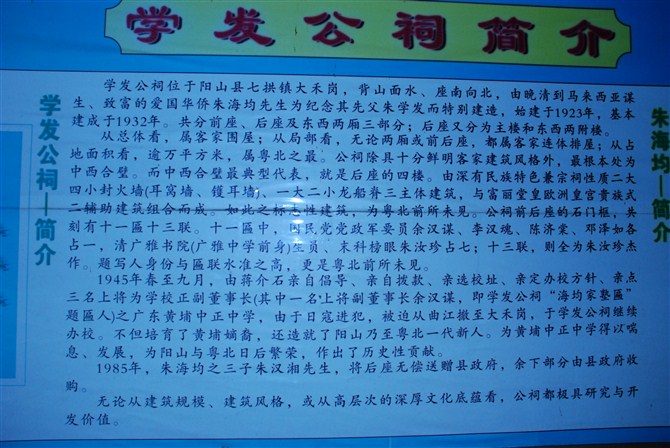 学发公祠简介
学发公祠—简介
学发公祠位于阳山县七拱镇大禾岗，背山面水、座南向北，由晚清到马来西亚谋
生、致富的爱国华侨朱海均先生为纪念其先父朱学发而特别建造，始建于1923年，基本
建成于1932年。共分前座、后座及东西两厢三部分；后座又分为主楼和东西两附楼。
从总体看，属客家围屋；从局部看，无论两厢或前后座，都属客家连体排屋；从占
地面积看，逾万平方米，属粤北之最。公祠除具十分鲜明客家建筑风格外，最根本处为
中西合壁。而中西合壁最典型代表，就是后座的四楼。由深有民族特色兼宗祠性质二大
四小封火墙(耳窝墙、镬耳墙)、一大二小龙船脊三主体建筑，与富丽堂皇欧洲皇宫贵族式
二辅助建筑组合而成。如此之标志性建筑，为粤北前所未见。公祠前后座的石门框，共
刻有十一匾十三联。十一匾中，国民党党政军要员余汉谋、李汉魂、陈济棠、邓泽如各
占一，清广雅书院(广雅中学前身)生员、末科榜眼朱汝珍占七；十三联，则全为朱汝珍杰
作。题写人身份与匾联水准之高，更是粤北前所未见。
1945年春至九月，由蒋介石亲自倡导、亲自拨款、亲选校址、亲定办校方针、亲点
三名上将为学校正副董事长(其中一名上将副董事长余汉谋，即学发公祠“海均家塾匾”
题匾人)之广东黄埔中正中学，由于日寇进犯，被迫从曲江撤至大禾岗，于学发公祠继续
办校。不但培育了黄埔嫡裔，还造就了阳山乃至粤北一代新人。为黄埔中正中学得以喘
息、发展，为阳山与粤北日后繁荣，作出了历史性贡献。
1985年，朱海均之三子朱汉湘先生，将后座无偿送赠县政府，余下部分由县政府收
购。
无论从建筑规模、建筑风格，或从高层次的深厚文化底蕴看，公祠都极具研究与开
发价值。
朱海均—简介